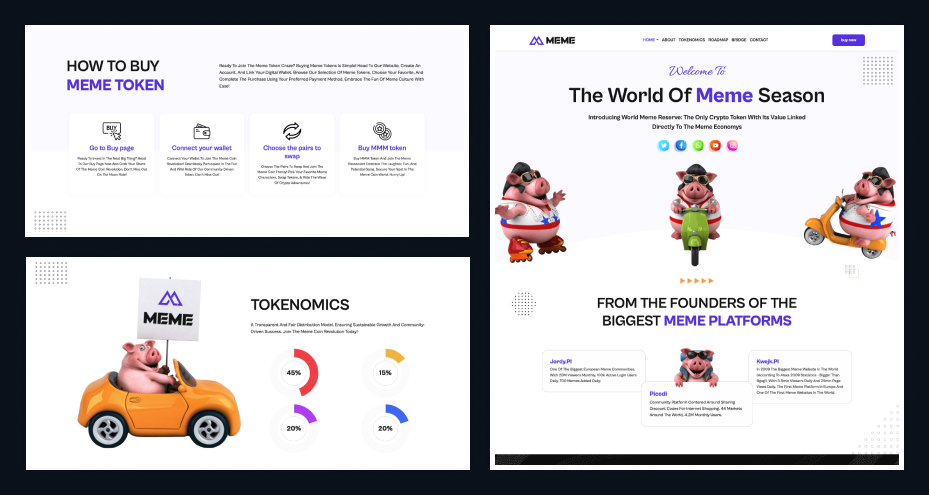 HOW TO BUY
MEME TOKEN
Ready To Join The Meme Token Craze? Buying Meme Tokens Is Simple! Head To Our Website, Create An
Account, And Link Your Digital Wallet. Browse Our Selection Of Meme Tokens, Choose Your Favorite, And
Complete The Purchase Using Your Preferred Payment Method. Embrace The Fun Of Meme Culture With
Ease!
BUY
Go to Buy page
Ready To Invest In The Next Big Thing? Head
To Our Buy Page Now And Grab Your Share
Of The Meme Coin Revolution. Don't Miss Out
On The Moon Ride!
Connect your wallet
Connect Your Wallet To Join The Meme Coin
Revolution! Seamlessly Participate In The Fun
And Wild Ride Of Our Community-Driven
Token. Don't Miss Out!
Choose the pairs to
swap
Choose The Pairs To Swap And Join The
Meme Coin Frenzy! Find Your Favorite Meme
Characters, Swap Tokens, & Ride The Wave
Of Crypto Adventures!
Buy MMM token
Buy MMM Token And Join The Meme
Revolution! Embrace The Laughter, Fun, And
Potential Gains. Secure Your Spot In The
Meme Coin World. Hurry Up!
MEME
TOKENOMICS
A Transparent And Fair Distribution Model, Ensuring Sustainable Growth And Community-
Driven Success. Join The Meme Coin Revolution Today!
45%
15%
20%
20%
MEME
HOME
ABOUT
TOKENOMICS
ROADMAP
BRIDGE
CONTACT
Buy now
Welcome To
The World Of Meme Season
Introducing World Meme Reserve: The Only Crypto Token With Its Value Linked
Directly To The Meme Economys
FROM THE FOUNDERS OF THE
BIGGEST MEME PLATFORMS
Jordy.Pl
One Of The Biggest European Meme Communities,
With 20M Viewers Monthly, 100k Active Login Users
Daily, 700 Memes Added Daily.
Picodi
Community Platform Centered Around Sharing
Discount Codes For Internet Shopping. 44 Markets
Around The World, 4.2M Monthly Users.
Kwejk.Pl
In 2009 The Biggest Meme Website In The World
(According To Alexa 2009 Statistics - Bigger Than
9gag), With 3.5mln Viewers Daily And 25mln Page
Views Daily. The First Meme Platform In Europe And
One Of The First Meme Websites In The World.